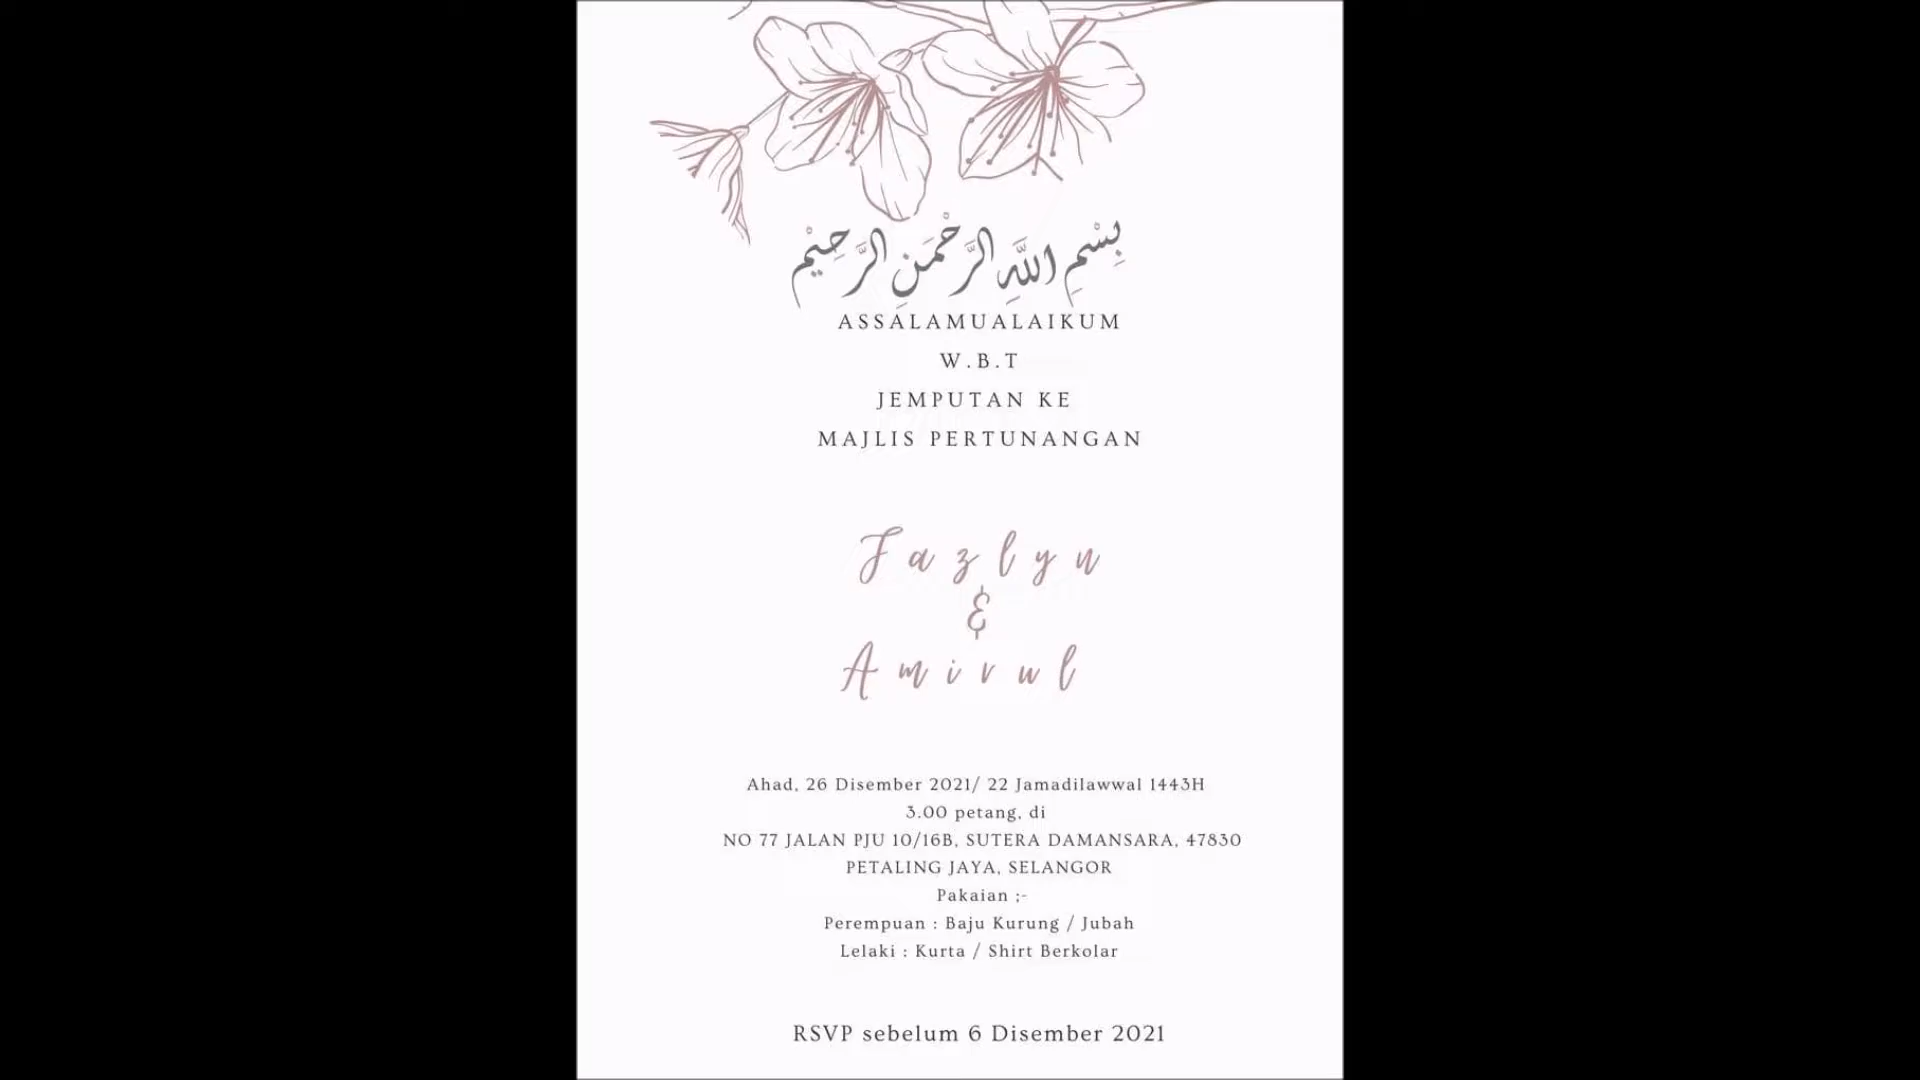 بِسْمِ اللَّهِ الرَّحْمَنِ الرَّحِيْمِ
ASSALAMUALAIKUM
W.B.T
JEMPUTAN KE
MAJLIS PERTUNANGAN
Fazlyn
&
Amirul
Ahad, 26 Disember 2021/ 22 Jamadilawwal 1443H
3.00 petang, di
NO 77 JALAN PJU 10/16B, SUTERA DAMANSARA, 47830
PETALING JAYA, SELANGOR
Pakaian ;-
Perempuan : Baju Kurung / Jubah
Lelaki : Kurta / Shirt Berkolar
RSVP sebelum 6 Disember 2021